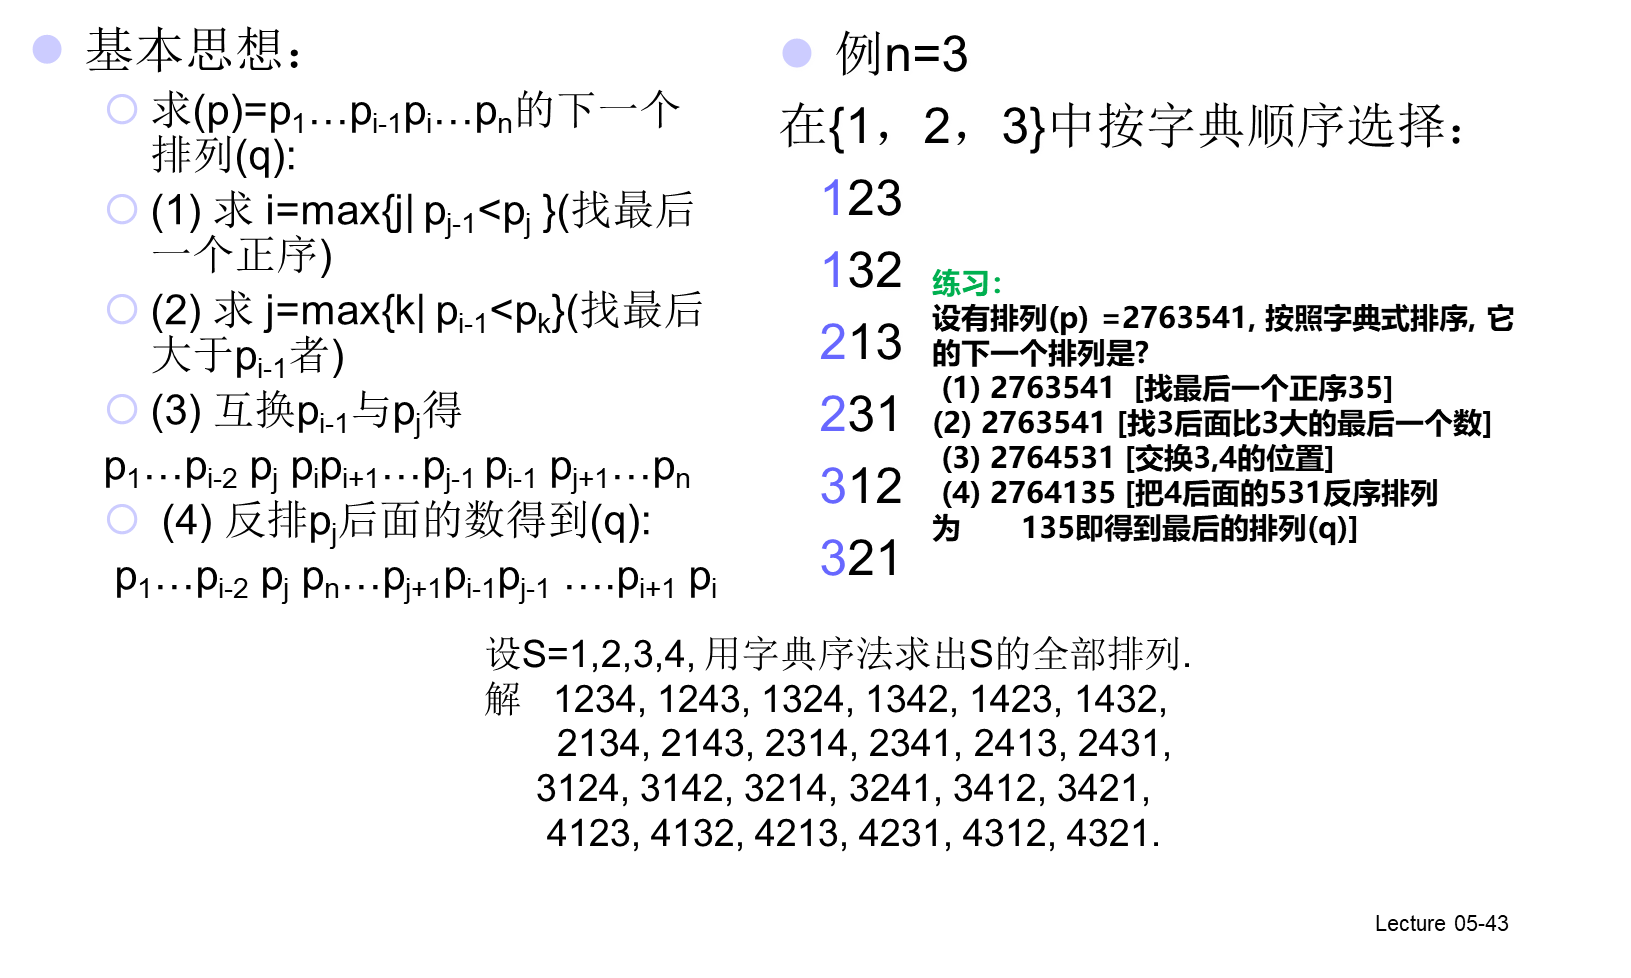 基本思想：
求(p)=p1…pi-1pi…pn的下一个
排列(q):
(1) 求 i=max{j| pj-1<pj }(找最后
一个正序)
(2) 求 j=max{k| pi-1<pk}(找最后
大于pi-1者)
(3) 互换pi-1与pj得
p1…pi-2 pj pipi+1…pj-1 pi-1 pj+1…pn
(4) 反排pj后面的数得到(q):
p1…pi-2 pj pn…pj+1pi-1pj-1 ….pi+1 pi
例n=3
在{1，2，3}中按字典顺序选择：
123
132
213
231
312
321
练习：
设有排列(p) =2763541, 按照字典式排序, 它
的下一个排列是?
(1) 2763541 [找最后一个正序35]
(2) 2763541 [找3后面比3大的最后一个数]
(3) 2764531 [交换3,4的位置]
(4) 2764135 [把4后面的531反序排列
为 135即得到最后的排列(q)]
设S=1,2,3,4, 用字典序法求出S的全部排列.
解 1234, 1243, 1324, 1342, 1423, 1432,
2134, 2143, 2314, 2341, 2413, 2431,
3124, 3142, 3214, 3241, 3412, 3421,
4123, 4132, 4213, 4231, 4312, 4321.
Lecture 05-43